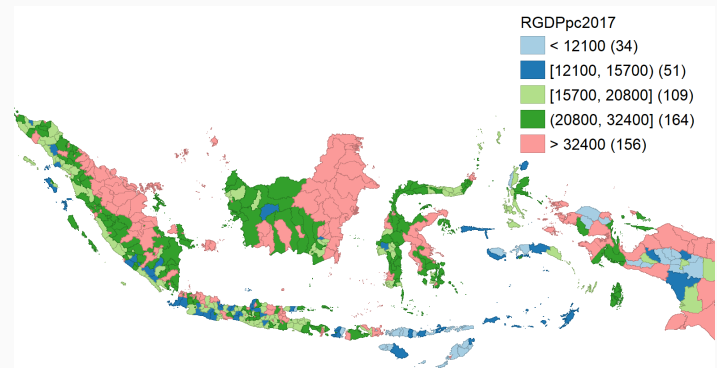 RGDPpc2017
< 12100 (34)
[12100, 15700) (51)
[15700, 20800] (109)
(20800, 32400] (164)
> 32400 (156)